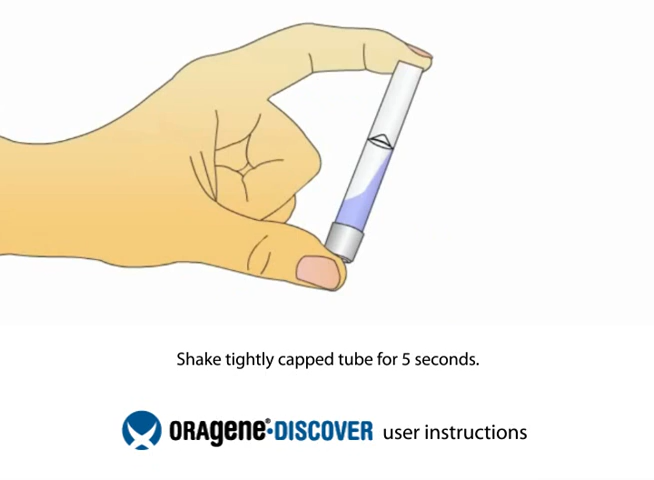 Shake tightly capped tube for 5 seconds.
ORAgene®•DISCOVER user instructions